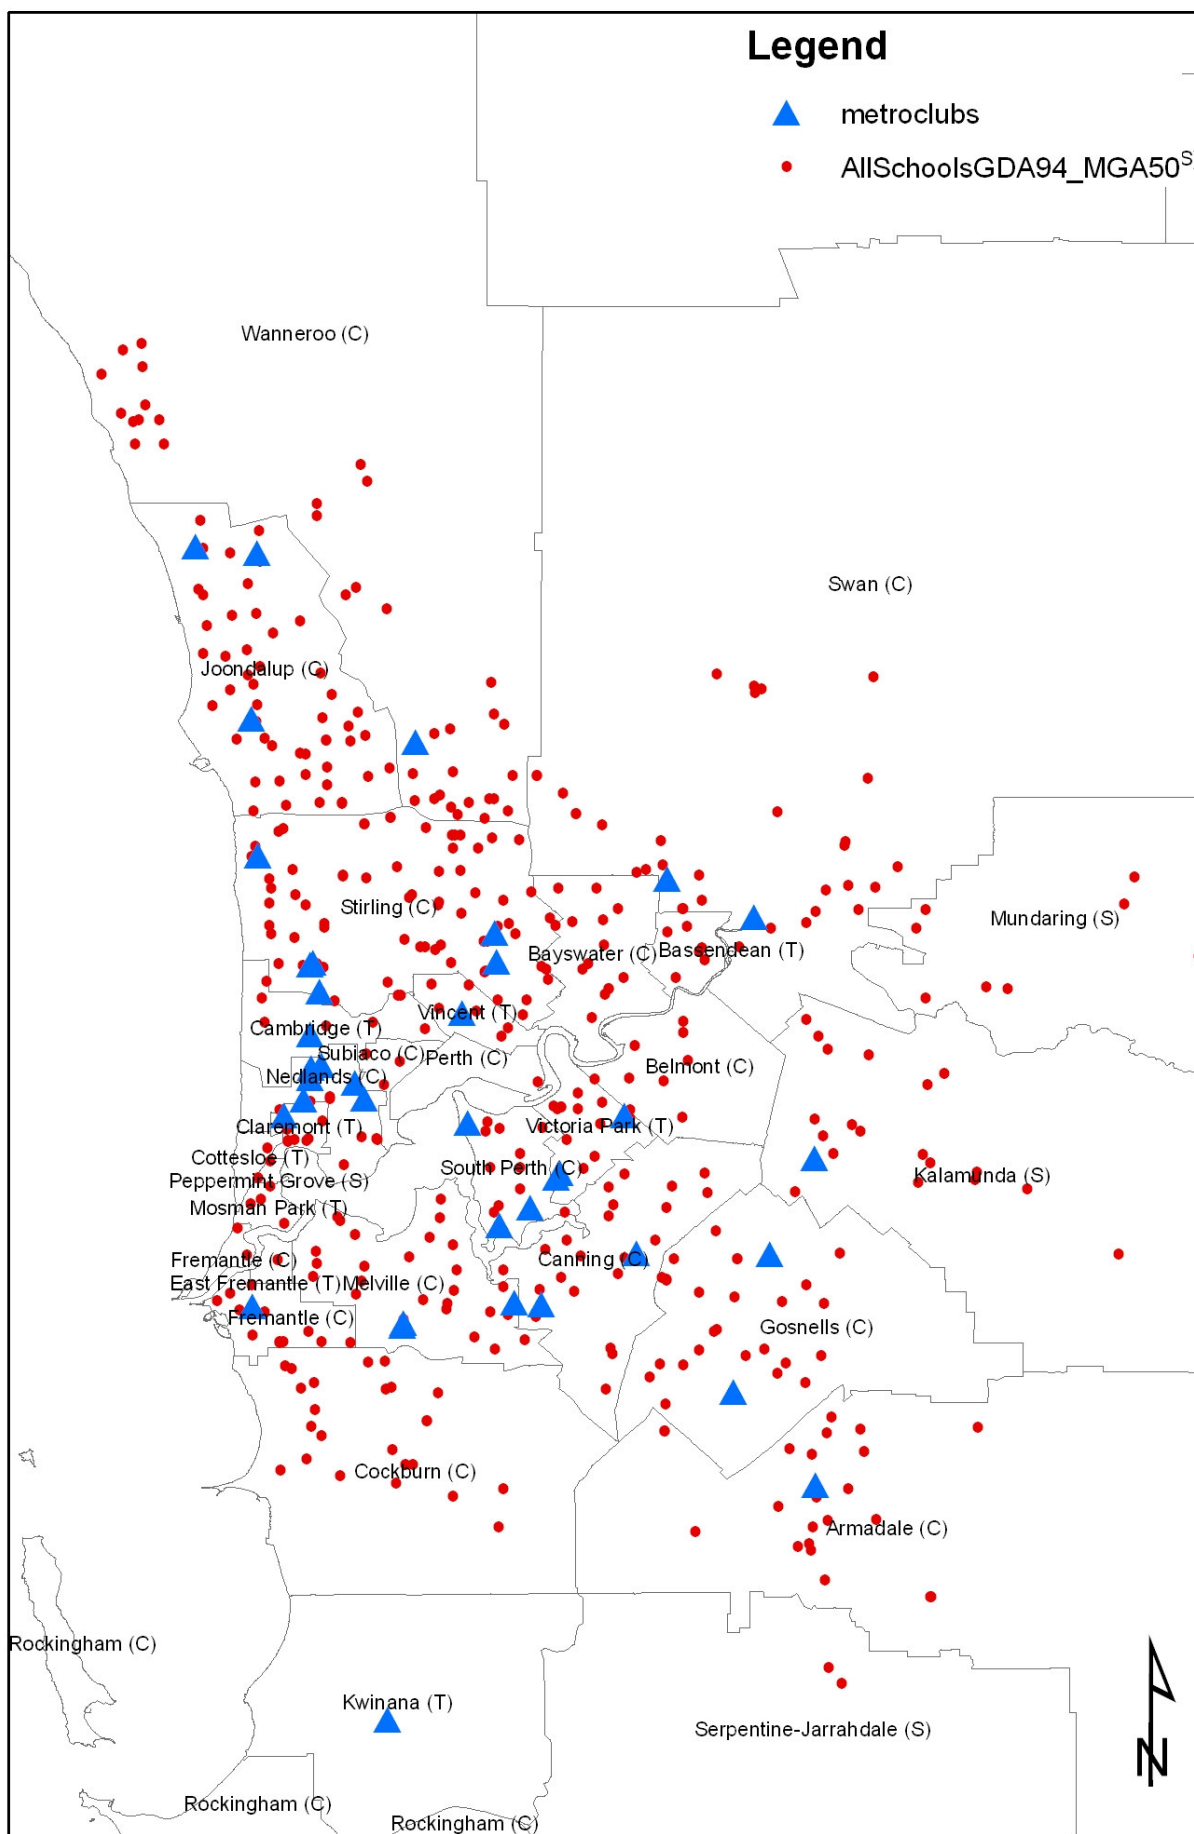 Legend
metroclubs
AllSchoolsGDA94_MGA50
Wanneroo (C)
Swan (C)
Joondalup (C)
Stirling (C)
Mundaring (S)
Bayswater (C)
Bassendean (T)
Vincent (T)
Cambridge (T)
Subiaco (C)
Perth (C)
Belmont (C)
Nedlands (C)
Claremont (T)
Victoria Park (T)
Cottesloe (T)
South Perth (C)
Kalamunda (S)
Peppermint Grove (S)
Mosman Park (T)
Fremantle (C)
Canning (C)
East Fremantle (T)
Melville (C)
Fremantle (C)
Gosnells (C)
Cockburn (C)
Armadale (C)
Rockingham (C)
Kwinana (T)
Serpentine-Jarrahdale (S)
N
Rockingham (C)
Rockingham (C)